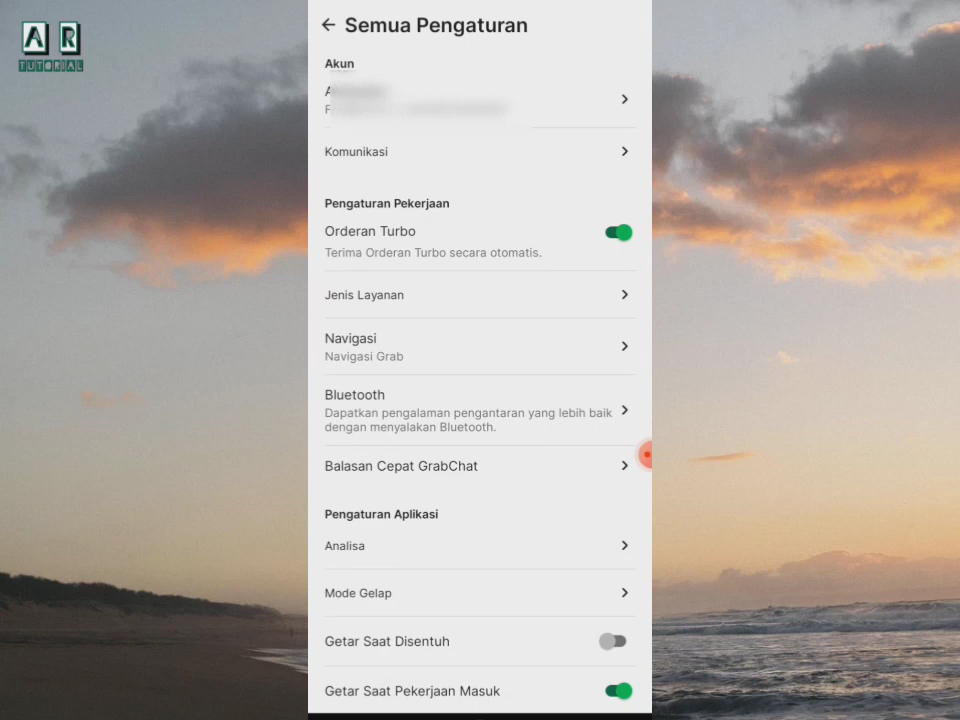 A R
TUTORIAL
Semua Pengaturan
Akun
Komunikasi
Pengaturan Pekerjaan
Orderan Turbo
Terima Orderan Turbo secara otomatis.
Jenis Layanan
Navigasi
Navigasi Grab
Bluetooth
Dapatkan pengalaman pengantaran yang lebih baik
dengan menyalakan Bluetooth.
Balasan Cepat GrabChat
Pengaturan Aplikasi
Analisa
Mode Gelap
Getar Saat Disentuh
Getar Saat Pekerjaan Masuk